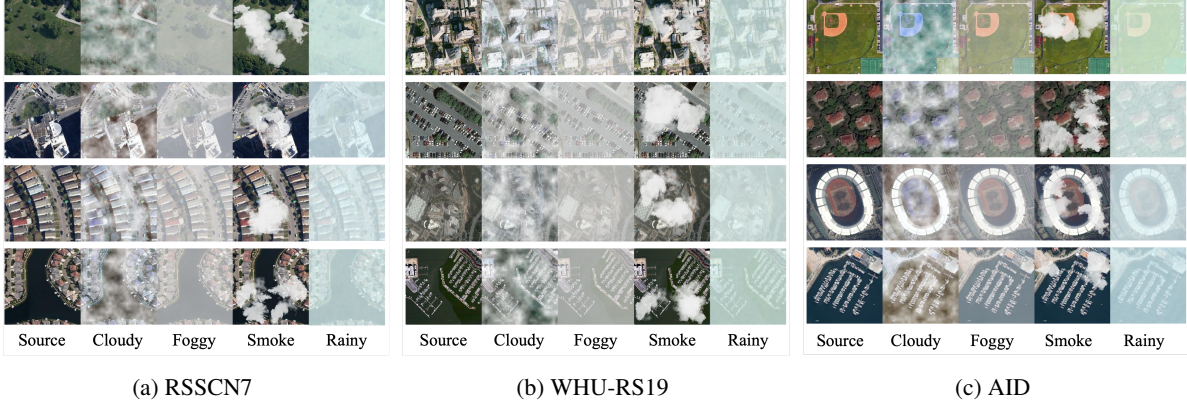 Source Cloudy Foggy Smoke Rainy
Source Cloudy Foggy Smoke Rainy
Source Cloudy Foggy Smoke Rainy
(a) RSSCN7
(b) WHU-RS19
(c) AID